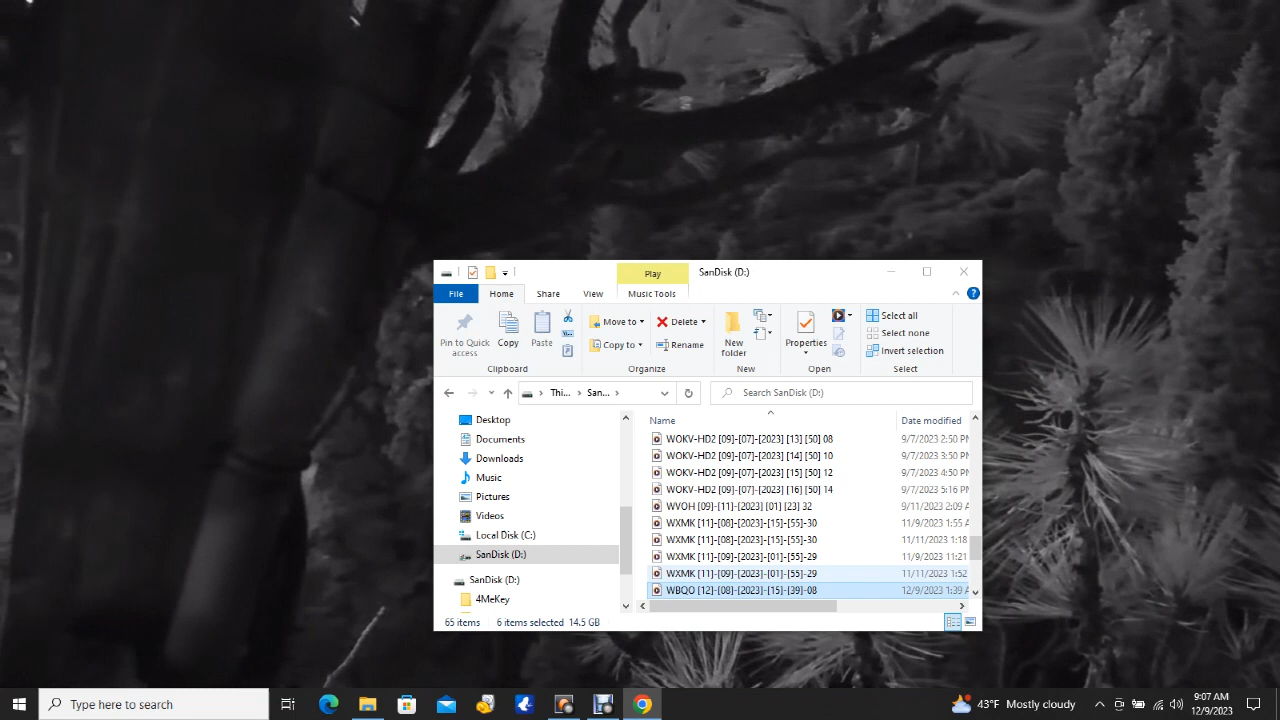 Play
SanDisk (D:)
File
Home
Share
View
Music Tools
Pin to Quick access
Copy
Paste
Move to
Copy to
Delete
Rename
New folder
Properties
Select all
Select none
Invert selection
Clipboard
Organize
New
Open
Select
Thi...
San...
Search SanDisk (D:)
Desktop
Documents
Downloads
Music
Pictures
Videos
Local Disk (C:)
SanDisk (D:)
SanDisk (D:)
4MeKey
Name Date modified
WOKV-HD2 [09]-[07]-[2023] [13] [50] 08 9/7/2023 2:50 PM
WOKV-HD2 [09]-[07]-[2023] [14] [50] 10 9/7/2023 3:50 PM
WOKV-HD2 [09]-[07]-[2023] [15] [50] 12 9/7/2023 4:50 PM
WOKV-HD2 [09]-[07]-[2023] [16] [50] 14 9/7/2023 5:16 PM
WVOH [09]-[11]-[2023] [01] [23] 32 9/11/2023 2:09 A
WXMK [11]-[08]-[2023]-[15]-[55]-30 11/9/2023 1:55 A
WXMK [11]-[08]-[2023]-[15]-[55]-30 11/11/2023 1:18
WXMK [11]-[09]-[2023]-[01]-[55]-29 11/9/2023 11:21
WXMK [11]-[09]-[2023]-[01]-[55]-29 11/11/2023 1:52
WBQO [12]-[08]-[2023]-[15]-[39]-08 12/9/2023 1:39 A
65 items 6 items selected 14.5 GB
Type here to search
43°F Mostly cloudy
9:07 AM
12/9/2023